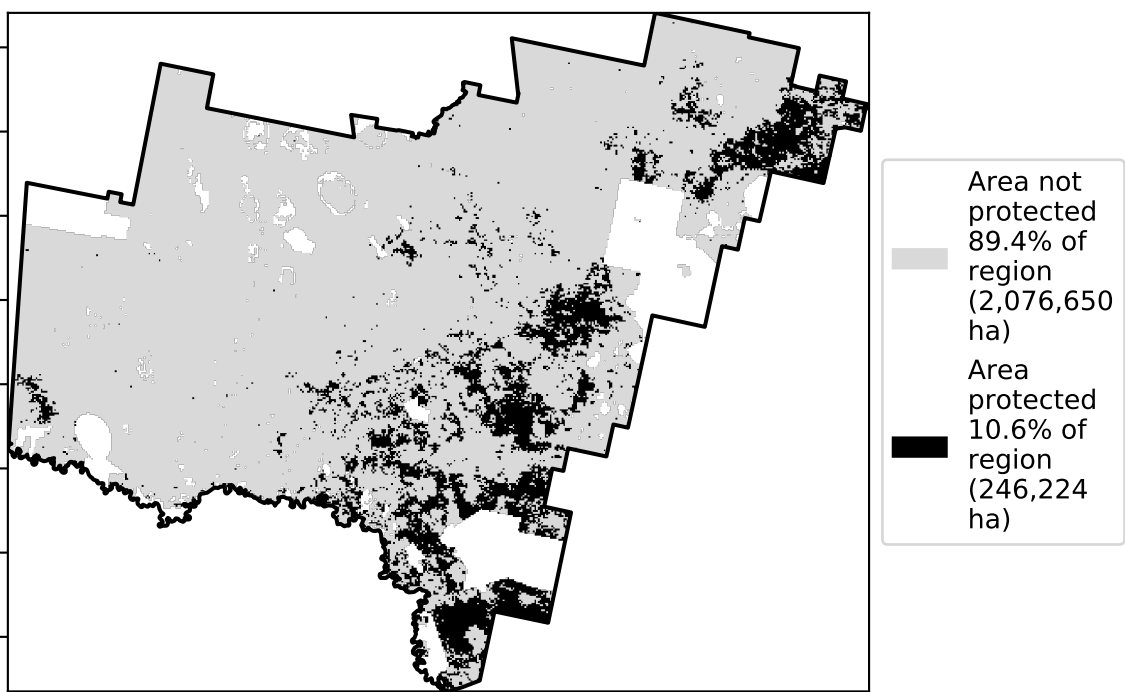 Area not
protected
89.4% of
region
(2,076,650
ha)
Area
protected
10.6% of
region
(246,224
ha)